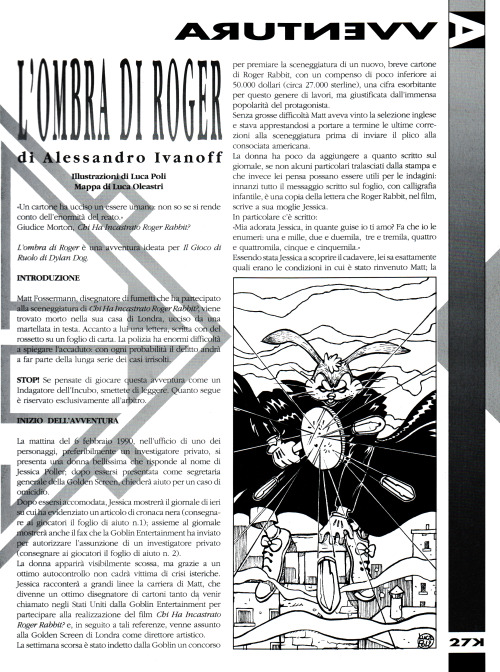 AVVENTURA
L'OMBRA DI ROGER
di Alessandro Ivanoff
Illustrazioni di Luca Poli
Mappa di Luca Oleastri
«Un cartone ha ucciso un essere umano: non so se si rende
conto dell'enormità del reato.»
Giudice Morton, Chi Ha Incastrato Roger Rabbit?
L'ombra di Roger è una avventura ideata per Il Gioco di
Ruolo di Dylan Dog.
INTRODUZIONE
Matt Fossermann, disegnatore di fumetti che ha partecipato
alla sceneggiatura di Chi Ha Incastrato Roger Rabbit?, viene
trovato morto nella sua casa di Londra, ucciso da una
martellata in testa. Accanto a lui una lettera, scritta con del
rossetto su un foglio di carta. La polizia ha enormi difficoltà
a spiegare l'accaduto: con ogni probabilità il delitto andrà
a far parte della lunga serie dei casi irrisolti.
STOP! Se pensate di giocare questa avventura come un
Indagatore dell'Incubo, smettete di leggere. Quanto segue
è riservato esclusivamente all'arbitro.
INIZIO DELL'AVVENTURA
La mattina del 6 febbraio 1990, nell'ufficio di uno dei
personaggi, preferibilmente un investigatore privato, si
presenta una donna bellissima che risponde al nome di
Jessica Poller; dopo essersi presentata come segretaria
generale della Golden Screen, chiederà aiuto per un caso di
omicidio.
Dopo essersi accomodata, Jessica mostrerà il giornale di ieri
su cui ha evidenziato un articolo di cronaca nera (consegna-
re ai giocatori il foglio di aiuto n.1); assieme al giornale
mostrerà anche il fax che la Goblin Entertainment ha inviato
per autorizzare l'assunzione di un investigatore privato
(consegnare ai giocatori il foglio di aiuto n. 2).
La donna apparirà visibilmente scossa, ma grazie a un
ottimo autocontrollo non cadrà vittima di crisi isteriche.
Jessica racconterà a grandi linee la carriera di Matt, che
divenne un ottimo disegnatore di cartoni tanto da venir
chiamato negli Stati Uniti dalla Goblin Entertaiment per
partecipare alla realizzazione del film Chi Ha Incastrato
Roger Rabbit? e, in seguito a tali referenze, venne assunto
alla Golden Screen di Londra come direttore artistico.
La settimana scorsa è stato indetto dalla Goblin un concorso
per premiare la sceneggiatura di un nuovo, breve cartone
di Roger Rabbit, con un compenso di poco inferiore ai
50.000 dollari (circa 27.000 sterline), una cifra esorbitante
per questo genere di lavori, ma giustificata dall'immensa
popolarità del protagonista.
Senza grosse difficoltà Matt aveva vinto la selezione inglese
e stava apprestandosi a portare a termine le ultime corre-
zioni alla sceneggiatura prima di inviare il plico alla
consociata americana.
La donna ha poco da aggiungere a quanto scritto sul
giornale, se non alcuni particolari tralasciati dalla stampa e
che invece lei pensa possano essere utili per le indagini:
innanzi tutto il messaggio scritto sul foglio, con calligrafia
infantile, è una copia della lettera che Roger Rabbit, nel film,
scrive a sua moglie Jessica.
In particolare c'è scritto:
«Mia adorata Jessica, in quante guise io ti amo? Fa che io le
enumeri: una e mille, due e duemila, tre e tremila, quattro
e quattromila, cinque e cinquemila.»
Essendo stata Jessica a scoprire il cadavere, lei sa esattamente
quali erano le condizioni in cui è stato rinvenuto Matt; la
27K